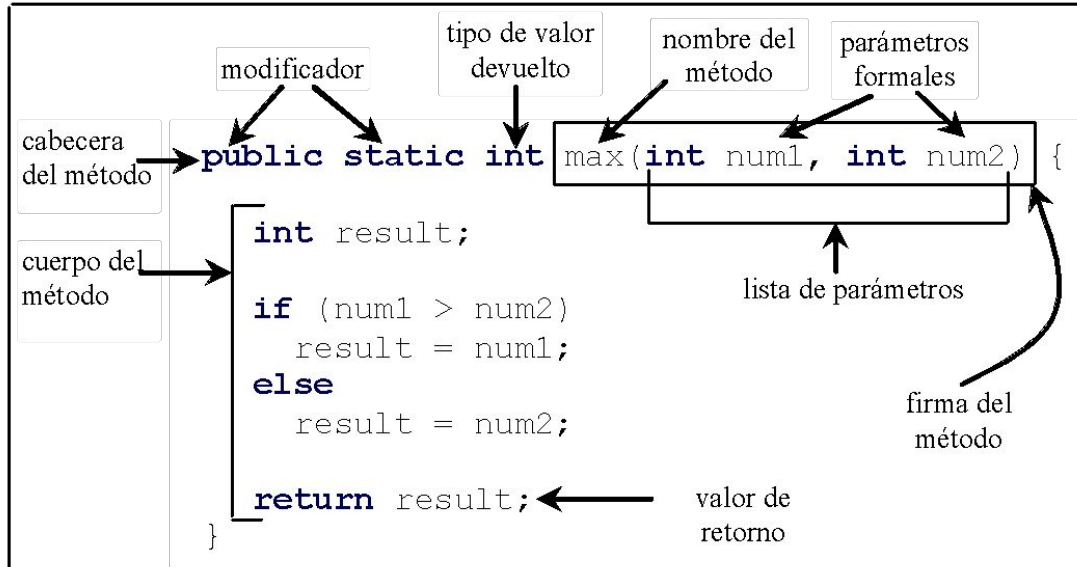 tipo de valor
devuelto
nombre del
método
parámetros
formales
modificador
cabecera
del método
public static int max(int num1, int num2) {
cuerpo del
método
int result;
lista de parámetros
if (num1 > num2)
result = num1;
else
result = num2;
firma del
método
return result;
valor de
retorno
}